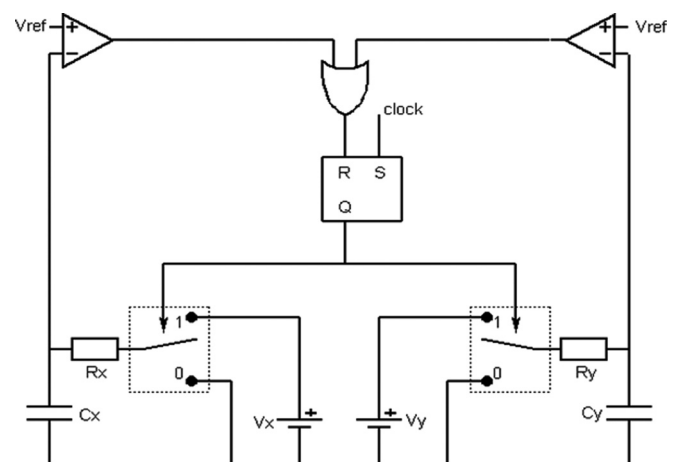 Vref + + Vref
− −
clock
R S
Q
1 1
0 0
Rx Ry
Cx Vx + + Vy Cy